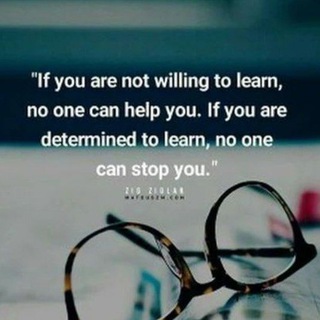 "If you are not willing to learn,
no one can help you. If you are
determined to learn, no one
can stop you."
ZIG ZIGLAR